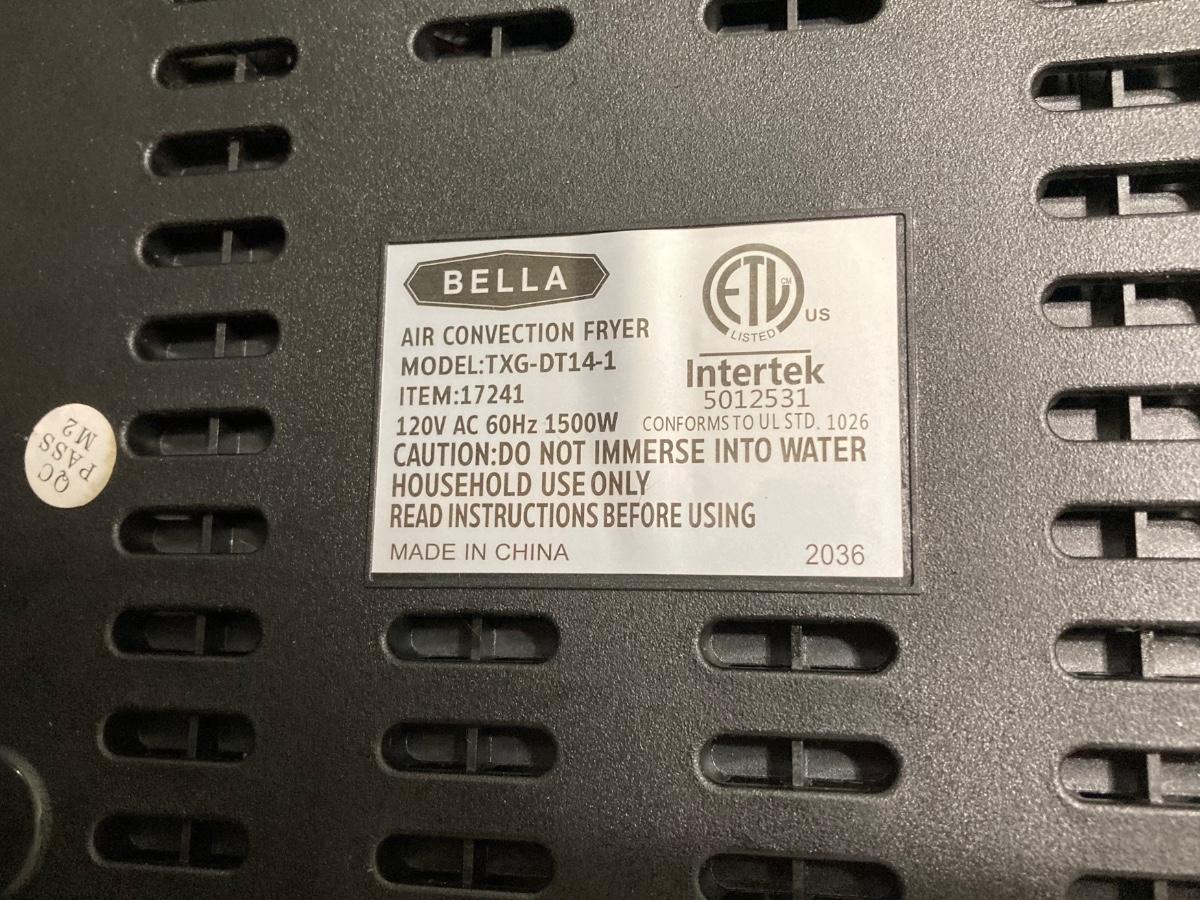 BELLA
AIR CONVECTION FRYER
MODEL:TXG-DT14-1
ITEM:17241
120V AC 60Hz 1500W
ETL CM
LISTED
US
Intertek
5012531
CONFORMS TO UL STD. 1026
CAUTION:DO NOT IMMERSE INTO WATER
HOUSEHOLD USE ONLY
READ INSTRUCTIONS BEFORE USING
MADE IN CHINA 2036
QC
PASS
M2